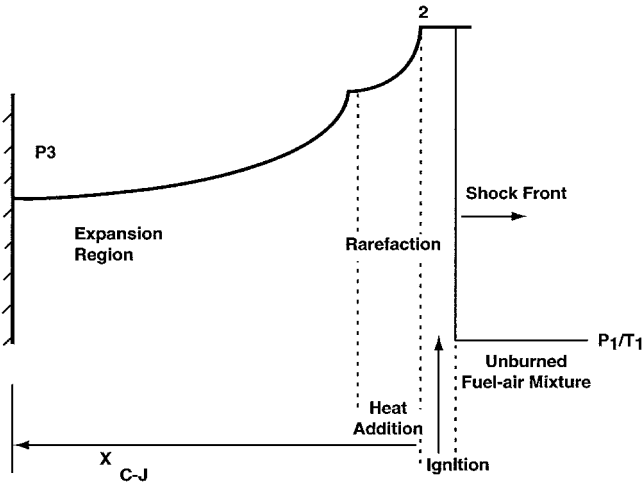 2
P3
Shock Front
Expansion
Region
Rarefaction
P1/T1
Unburned
Fuel-air Mixture
Heat
Addition
Ignition
X C-J